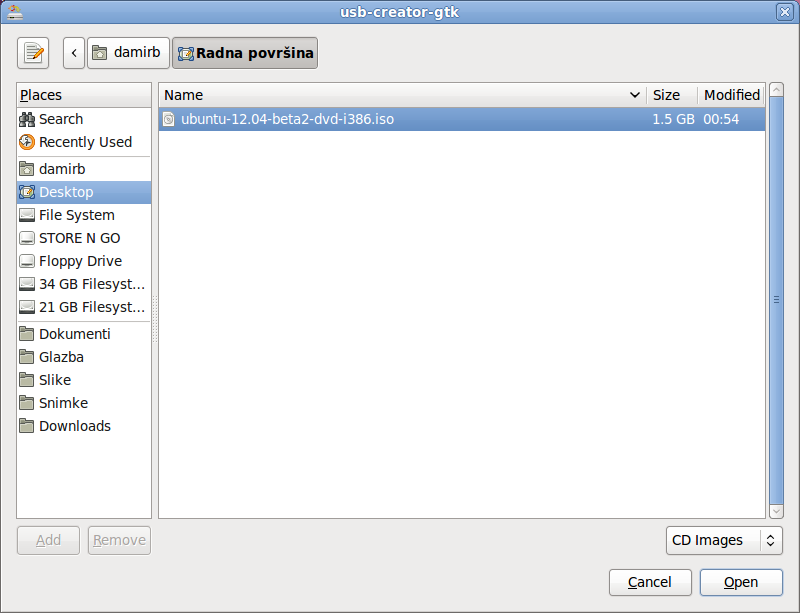 usb-creator-gtk
damirb
Radna površina
Places
Search
Recently Used
damirb
Desktop
File System
STORE N GO
Floppy Drive
34 GB Filesyst...
21 GB Filesyst...
Dokumenti
Glazba
Slike
Snimke
Downloads
Name Size Modified
ubuntu-12.04-beta2-dvd-i386.iso 1.5 GB 00:54
Add Remove
CD Images
Cancel Open